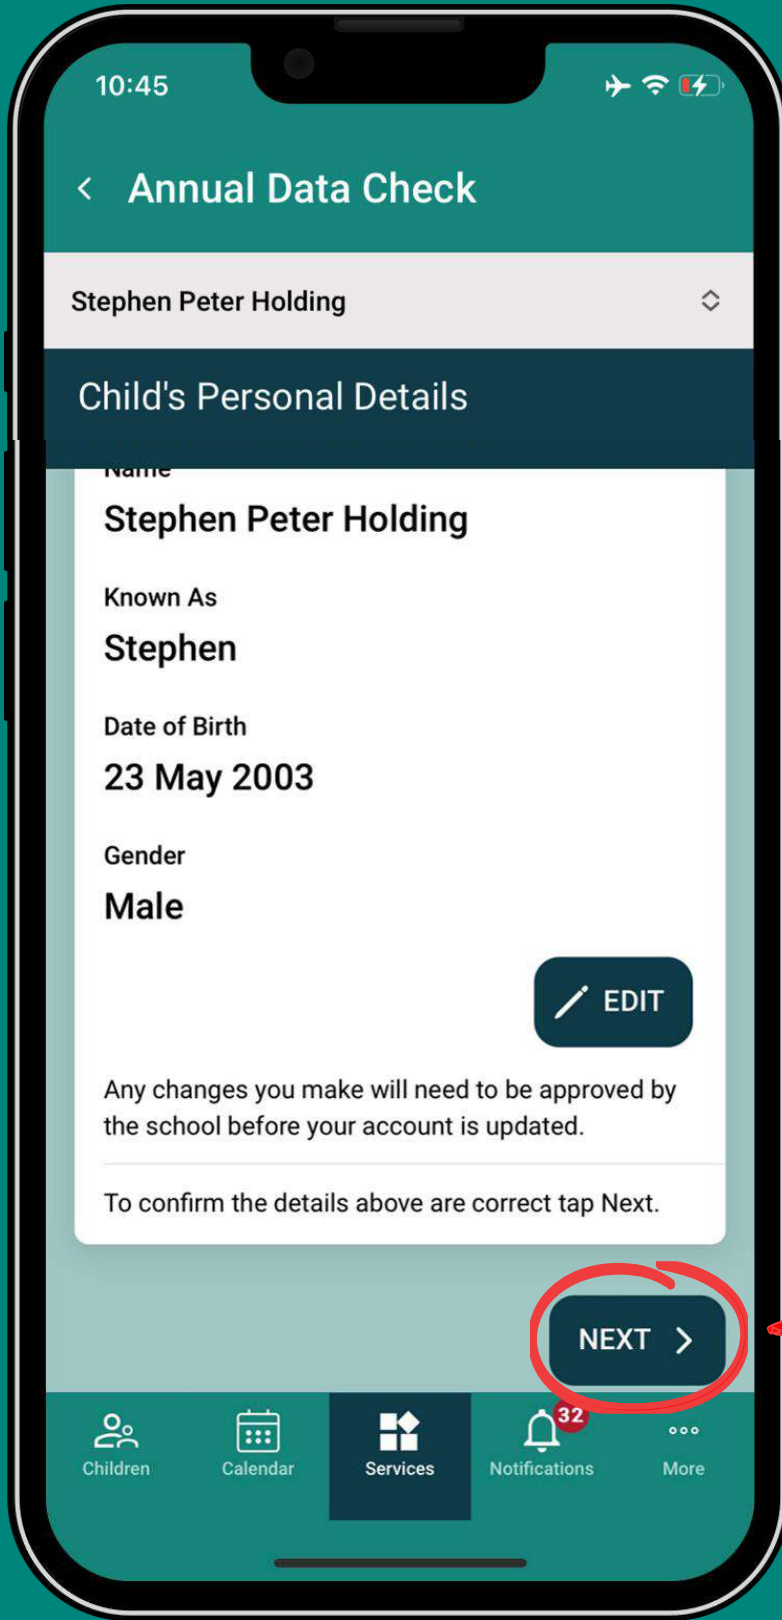 10:45
Annual Data Check
Stephen Peter Holding
Child's Personal Details
Name
Stephen Peter Holding
Known As
Stephen
Date of Birth
23 May 2003
Gender
Male
EDIT
Any changes you make will need to be approved by
the school before your account is updated.
To confirm the details above are correct tap Next.
NEXT
32
Children Calendar Services Notifications More